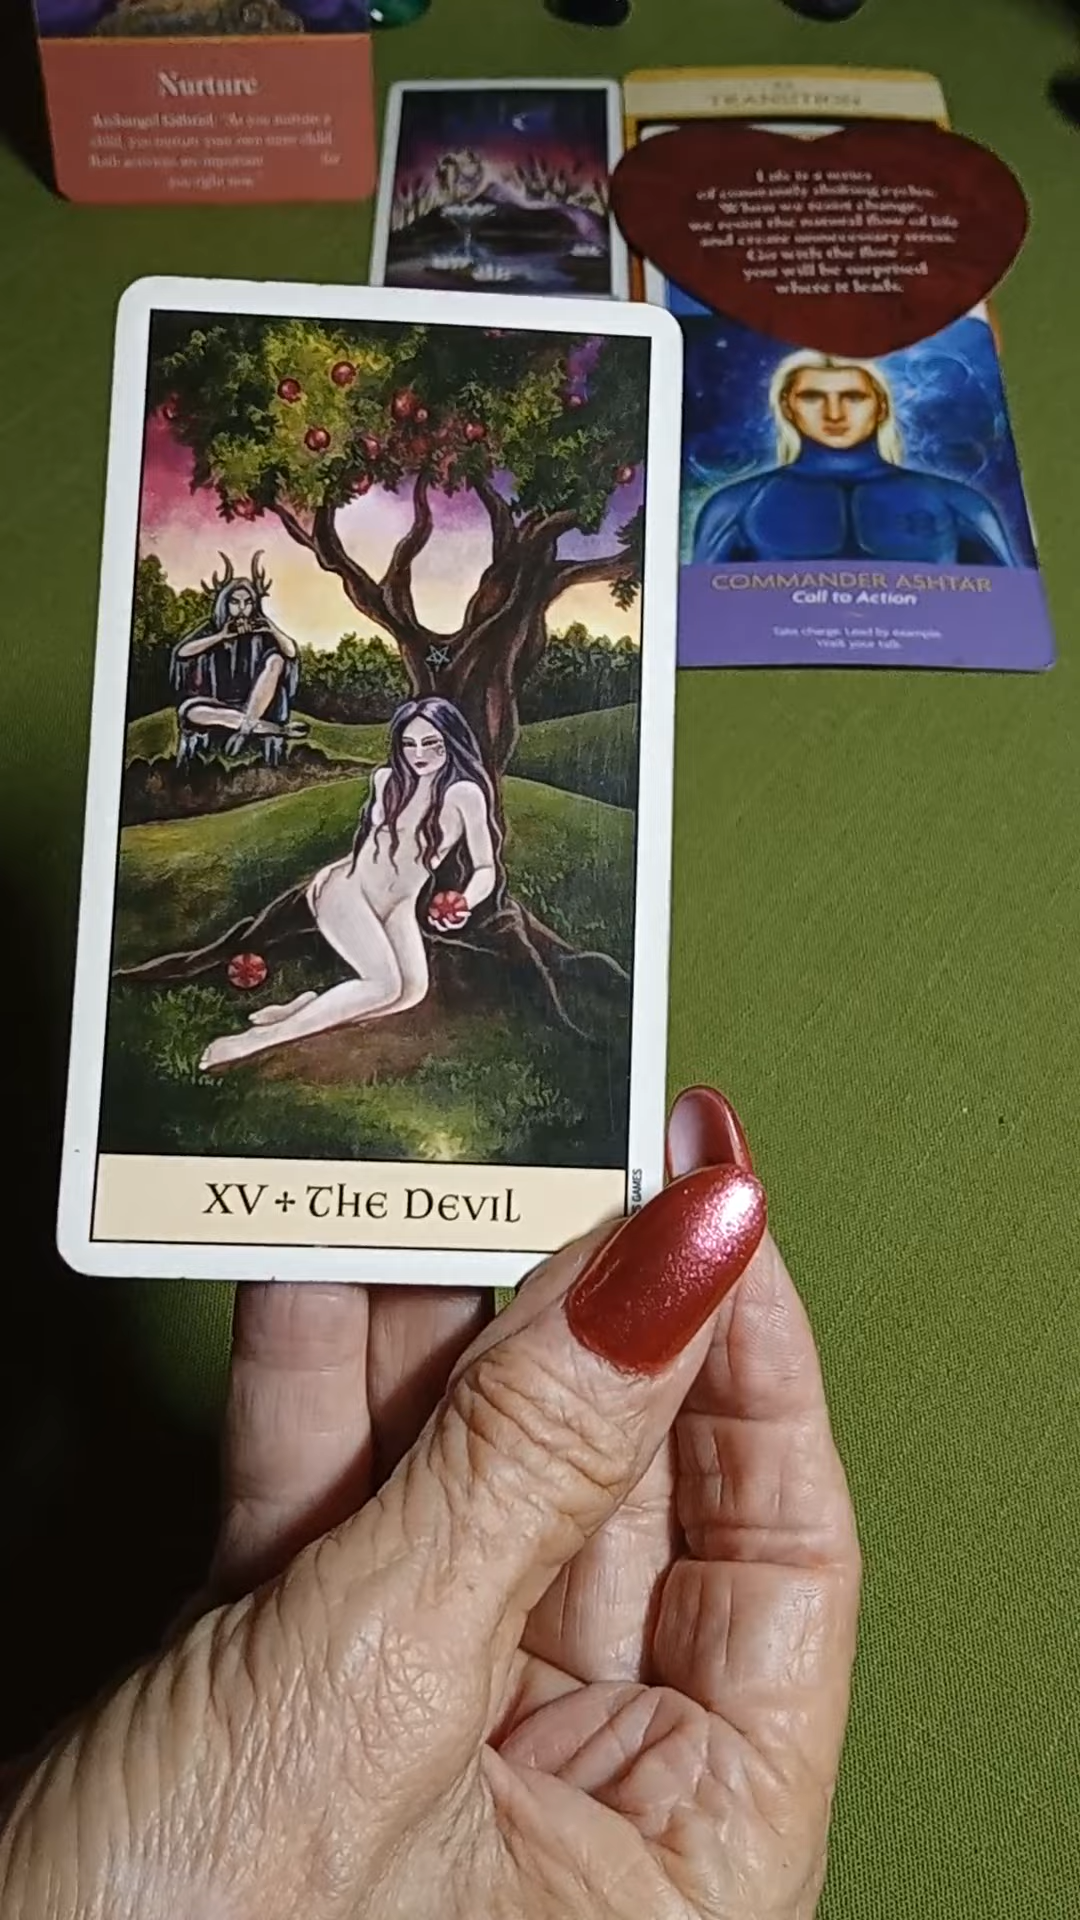 Nurture
Archangel "As you nurture a
child, you nurture your own inner child.
Both activities are important for
you right now."
TRANSITION
Life is a series
of constantly shifting cycles.
When we resist change,
we resist the natural flow of life
and create unnecessary stress.
Go with the flow –
you will be surprised
where it leads.
COMMANDER ASHTAR
Call to Action
Take charge. Lead by example.
Walk your talk.
XV + THE DEVIL
GAMES